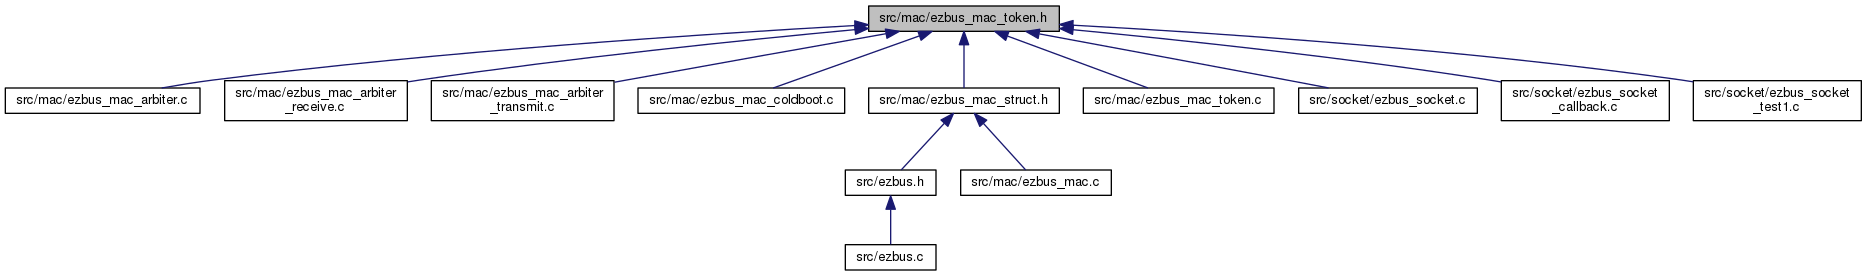 src/mac/ezbus_mac_token.h
src/mac/ezbus_mac_arbiter.c
src/mac/ezbus_mac_arbiter
_receive.c
src/mac/ezbus_mac_arbiter
_transmit.c
src/mac/ezbus_mac_coldboot.c
src/mac/ezbus_mac_struct.h
src/mac/ezbus_mac_token.c
src/socket/ezbus_socket.c
src/socket/ezbus_socket
_callback.c
src/socket/ezbus_socket
_test1.c
src/ezbus.h
src/mac/ezbus_mac.c
src/ezbus.c